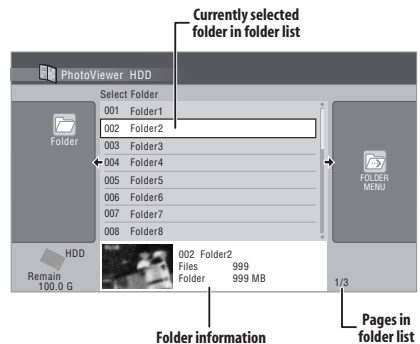 Currently selected
folder in folder list
PhotoViewer HDD
Select Folder
001 Folder1
002 Folder2
003 Folder3
004 Folder4
005 Folder5
006 Folder6
007 Folder7
008 Folder8
Folder
FOLDER
MENU
HDD
Remain
100.0 G
002 Folder2
Files 999
Folder 999 MB
1/3
Folder information
Pages in
folder list